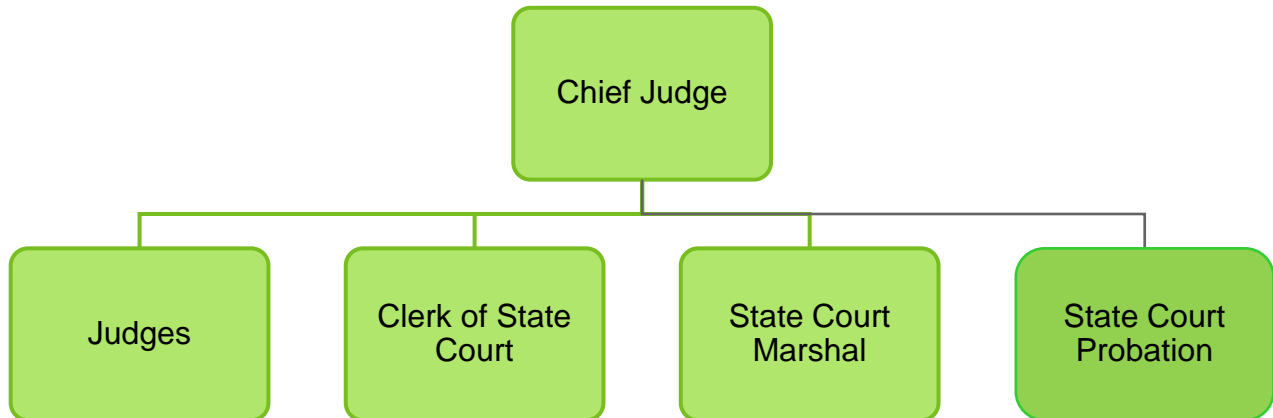 Chief Judge
Judges
Clerk of State
Court
State Court
Marshal
State Court
Probation